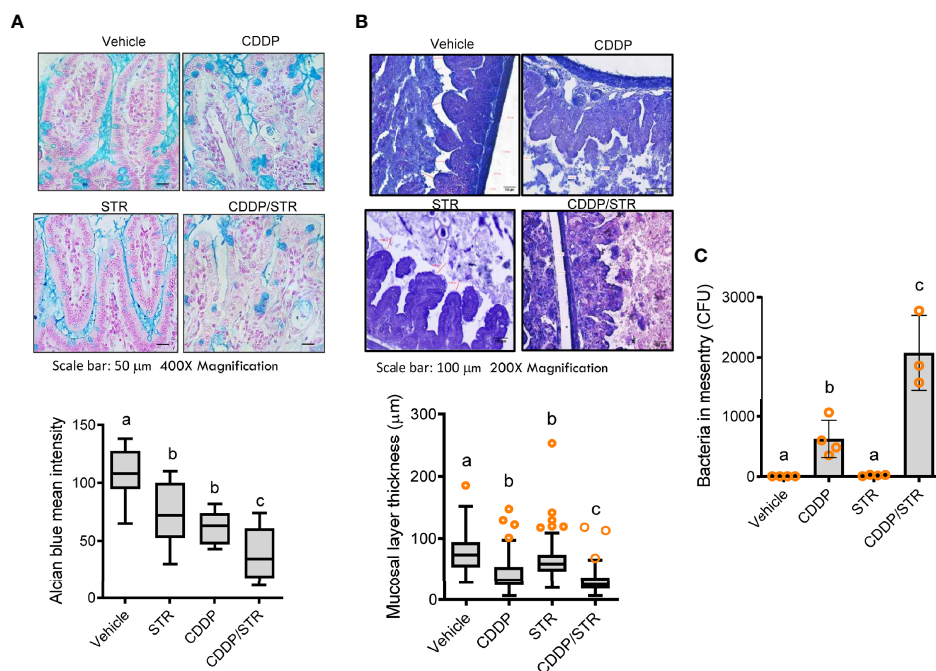 A
Vehicle
CDDP
STR
CDDP/STR
Scale bar: 50 μm 400X Magnification
Alcian blue mean intensity
150
100
50
0
a
b
b
c
Vehicle
STR
CDDP
CDDP/STR
B
Vehicle
CDDP
STR
CDDP/STR
Scale bar: 100 μm 200X Magnification
Mucosal layer thickness (μm)
300
200
100
0
a
b
b
c
Vehicle
CDDP
STR
CDDP/STR
C
Bacteria in mesentry (CFU)
3000
2000
1000
0
a
b
a
c
Vehicle
CDDP
STR
CDDP/STR